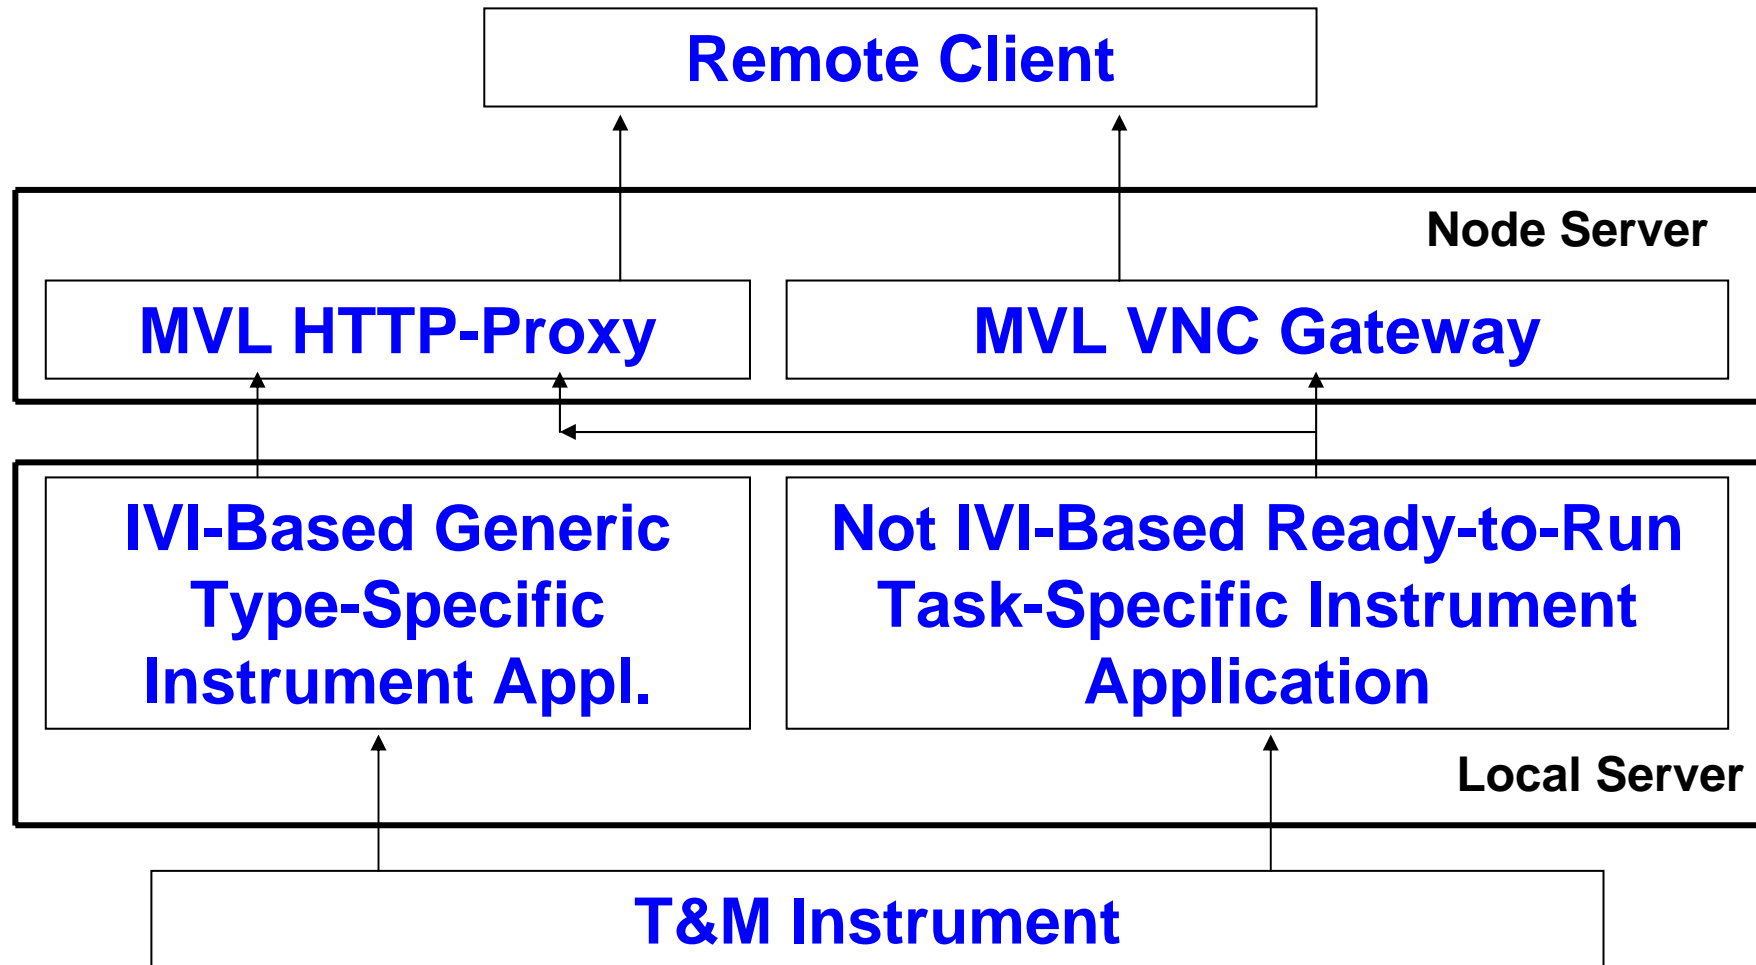 Remote Client
Node Server
MVL HTTP-Proxy
MVL VNC Gateway
IVI-Based Generic
Type-Specific
Instrument Appl.
Not IVI-Based Ready-to-Run
Task-Specific Instrument
Application
Local Server
T&M Instrument